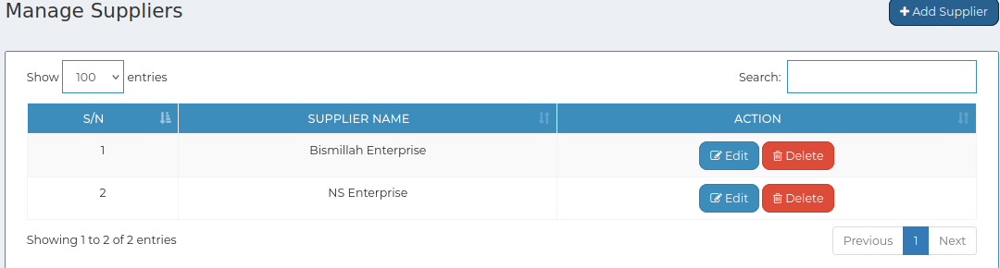 Manage Suppliers
Add Supplier
Show 100 entries
Search:
S/N SUPPLIER NAME ACTION
1 Bismillah Enterprise Edit Delete
2 NS Enterprise Edit Delete
Showing 1 to 2 of 2 entries
Previous 1 Next